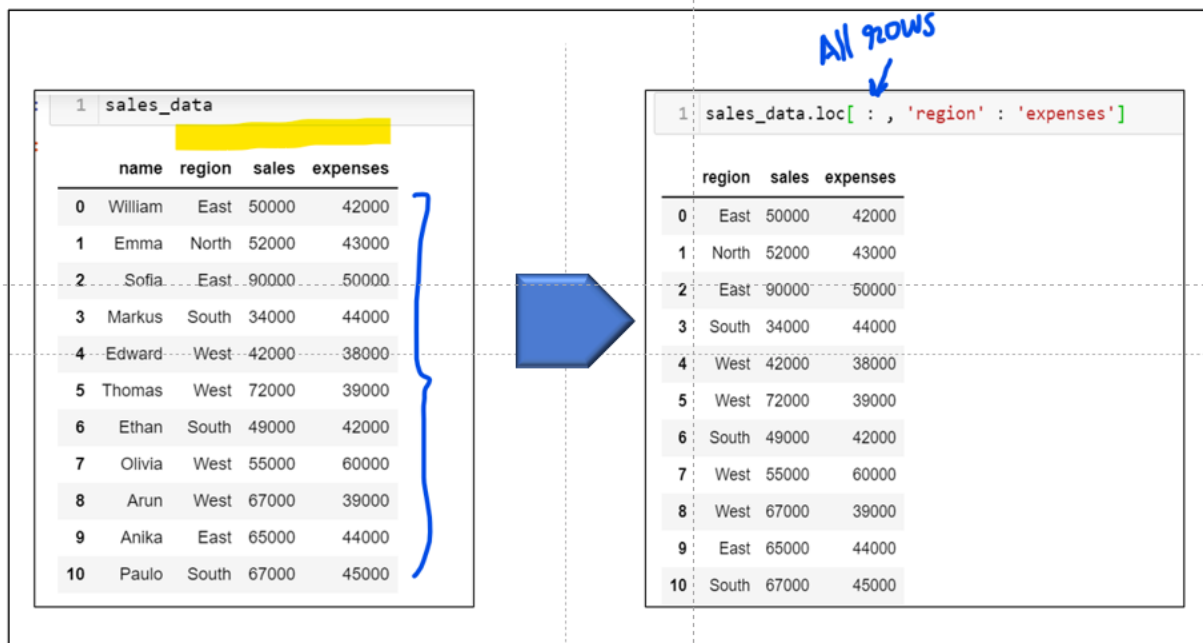 All rows
1 sales_data
name region sales expenses
0 William East 50000 42000
1 Emma North 52000 43000
2 Sofia East 90000 50000
3 Markus South 34000 44000
4 Edward West 42000 38000
5 Thomas West 72000 39000
6 Ethan South 49000 42000
7 Olivia West 55000 60000
8 Arun West 67000 39000
9 Anika East 65000 44000
10 Paulo South 67000 45000
1 sales_data.loc[ : , 'region' : 'expenses']
region sales expenses
0 East 50000 42000
1 North 52000 43000
2 East 90000 50000
3 South 34000 44000
4 West 42000 38000
5 West 72000 39000
6 South 49000 42000
7 West 55000 60000
8 West 67000 39000
9 East 65000 44000
10 South 67000 45000